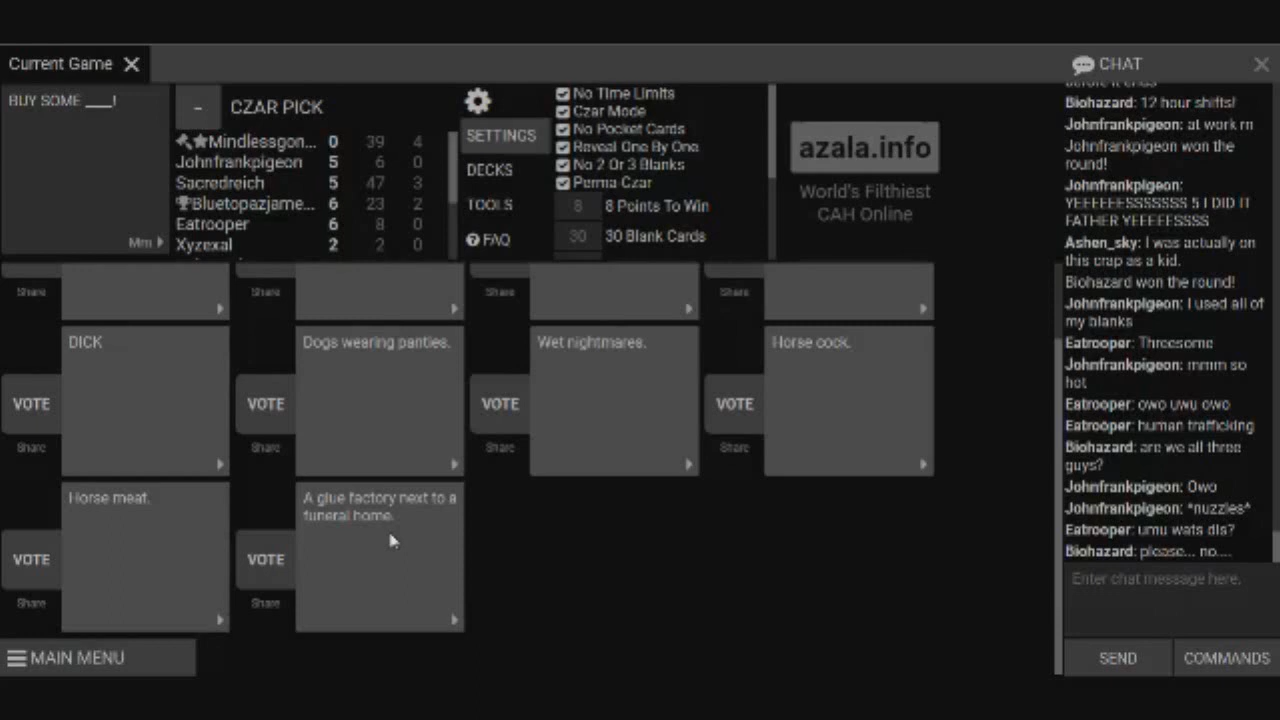 Current Game
BUY SOME ___!
Mm
-
CZAR PICK
Mindlessgon... 0 39 4
Johnfrankpigeon 5 6 0
Sacredreich 5 47 3
Bluetopazjame... 6 23 2
Eatrooper 6 8 0
Xyzexal 2 2 0
SETTINGS
DECKS
TOOLS
FAQ
No Time Limits
Czar Mode
No Pocket Cards
Reveal One By One
No 2 Or 3 Blanks
Perma Czar
8 8 Points To Win
30 30 Blank Cards
azala.info
World's Filthiest
CAH Online
Share
Share
Share
Share
DICK
VOTE
Share
Dogs wearing panties.
VOTE
Share
Wet nightmares.
VOTE
Share
Horse cock.
VOTE
Share
Horse meat.
VOTE
Share
A glue factory next to a
funeral home.
VOTE
Share
MAIN MENU
CHAT
before it ends
Biohazard: 12 hour shifts!
Johnfrankpigeon: at work rn
Johnfrankpigeon won the
round!
Johnfrankpigeon:
YEEEEEESSSSSSS 5 I DID IT
FATHER YEEEEESSSS
Ashen_sky: I was actually on
this crap as a kid.
Biohazard won the round!
Johnfrankpigeon: I used all of
my blanks
Eatrooper: Threesome
Johnfrankpigeon: mmm so
hot
Eatrooper: owo uwu owo
Eatrooper: human trafficking
Biohazard: are we all three
guys?
Johnfrankpigeon: Owo
Johnfrankpigeon: *nuzzles*
Eatrooper: umu wats dis?
Biohazard: please... no....
Enter chat message here.
SEND
COMMANDS